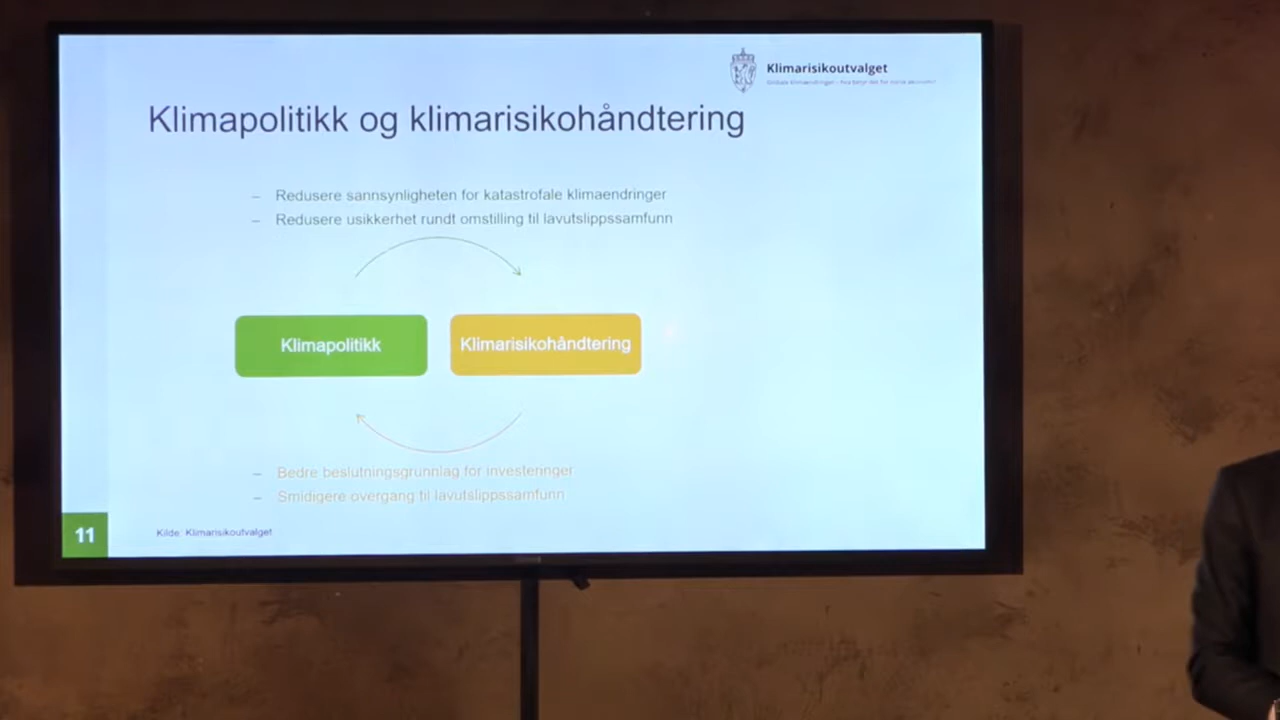 Klimarisikoutvalget
Klimapolitikk og klimarisikohåndtering
– Redusere sannsynligheten for katastrofale klimaendringer
– Redusere usikkerhet rundt omstilling til lavutslippssamfunn
Klimapolitikk
Klimarisikohåndtering
– Bedre beslutningsgrunnlag for investeringer
– Smidigere overgang til lavutslippssamfunn
11
Kilde: Klimarisikoutvalget